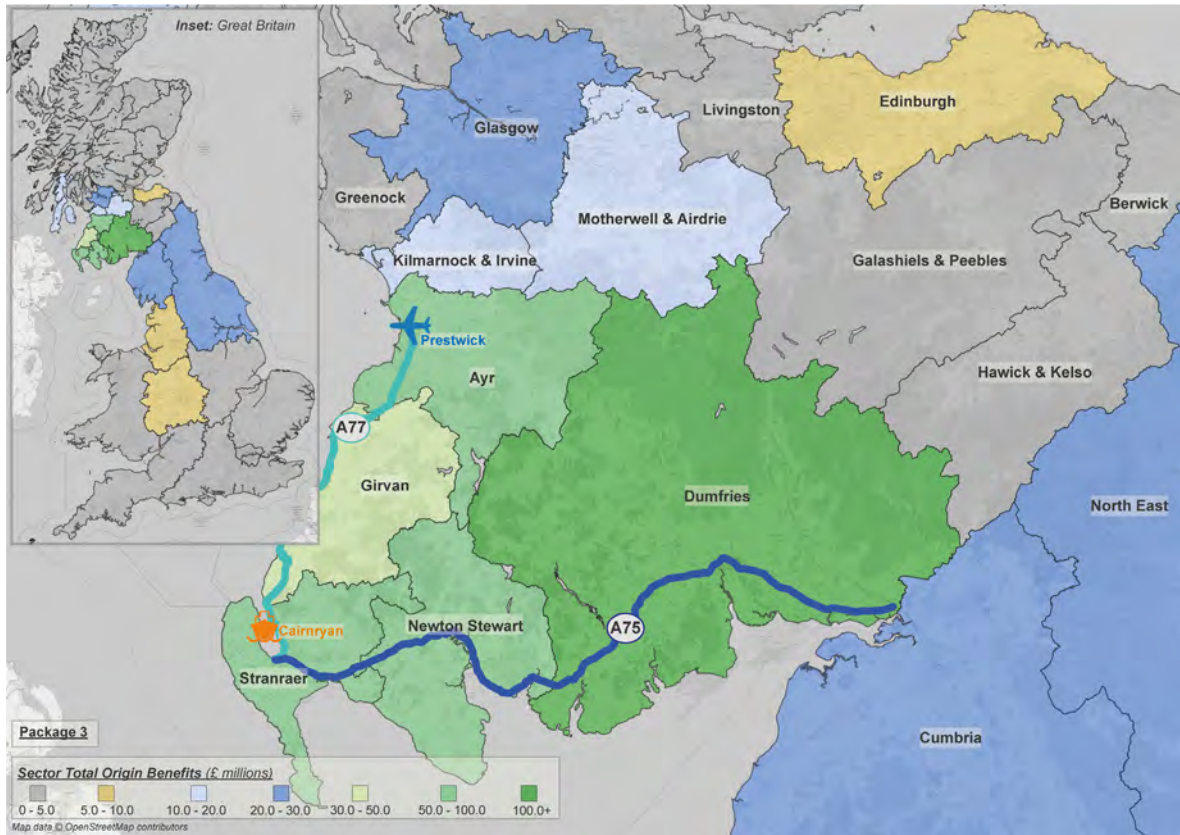 Inset: Great Britain
Edinburgh
Livingston
Glasgow
Greenock
Berwick
Motherwell & Airdrie
Kilmarnock & Irvine
Galashiels & Peebles
Prestwick
Ayr
Hawick & Kelso
A77
Girvan
Dumfries
North East
Cairnryan
Newton Stewart
A75
Stranraer
Cumbria
Package 3
Sector Total Origin Benefits (£ millions)
0 - 5.0 5.0 - 10.0 10.0 - 20.0 20.0 - 30.0 30.0 - 50.0 50.0 - 100.0 100.0+
Map data © OpenStreetMap contributors